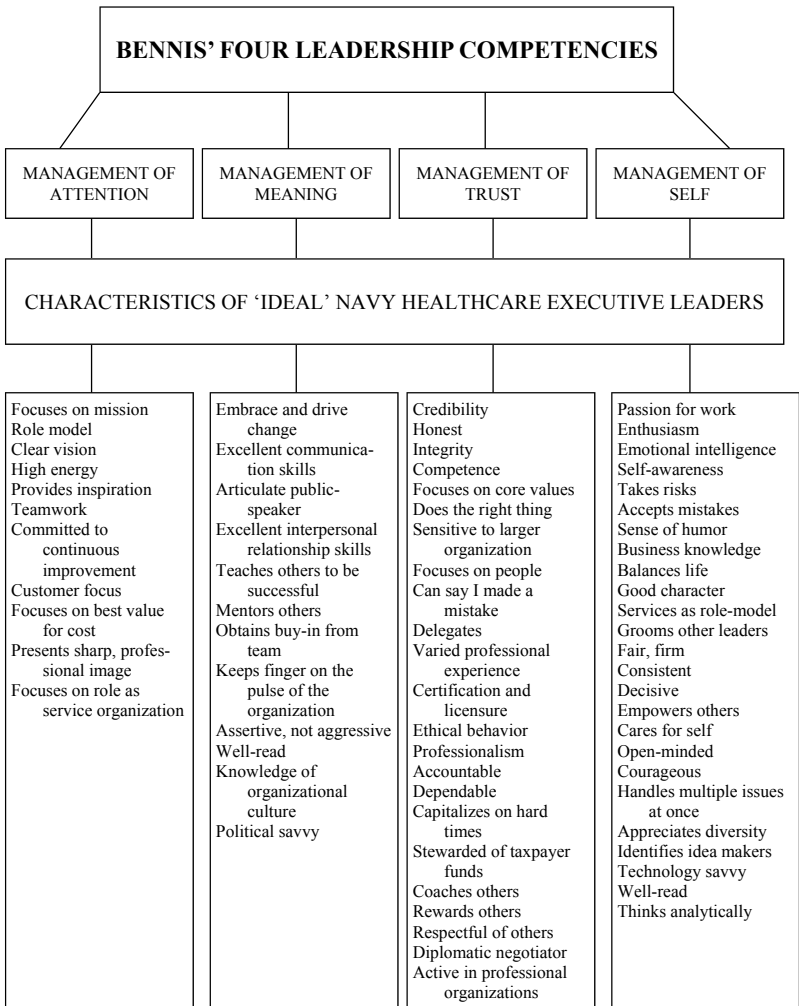 BENNIS’ FOUR LEADERSHIP COMPETENCIES
MANAGEMENT OF
ATTENTION
MANAGEMENT OF
MEANING
MANAGEMENT OF
TRUST
MANAGEMENT OF
SELF
CHARACTERISTICS OF ‘IDEAL’ NAVY HEALTHCARE EXECUTIVE LEADERS
Focuses on mission
Role model
Clear vision
High energy
Provides inspiration
Teamwork
Committed to
continuous
improvement
Customer focus
Focuses on best value
for cost
Presents sharp, profes-
sional image
Focuses on role as
service organization
Embrace and drive
change
Excellent communica-
tion skills
Articulate public-
speaker
Excellent interpersonal
relationship skills
Teaches others to be
successful
Mentors others
Obtains buy-in from
team
Keeps finger on the
pulse of the
organization
Assertive, not aggressive
Well-read
Knowledge of
organizational
culture
Political savvy
Credibility
Honest
Integrity
Competence
Focuses on core values
Does the right thing
Sensitive to larger
organization
Focuses on people
Can say I made a
mistake
Delegates
Varied professional
experience
Certification and
licensure
Ethical behavior
Professionalism
Accountable
Dependable
Capitalizes on hard
times
Stewarded of taxpayer
funds
Coaches others
Rewards others
Respectful of others
Diplomatic negotiator
Active in professional
organizations
Passion for work
Enthusiasm
Emotional intelligence
Self-awareness
Takes risks
Accepts mistakes
Sense of humor
Business knowledge
Balances life
Good character
Services as role-model
Grooms other leaders
Fair, firm
Consistent
Decisive
Empowers others
Cares for self
Open-minded
Courageous
Handles multiple issues
at once
Appreciates diversity
Identifies idea makers
Technology savvy
Well-read
Thinks analytically